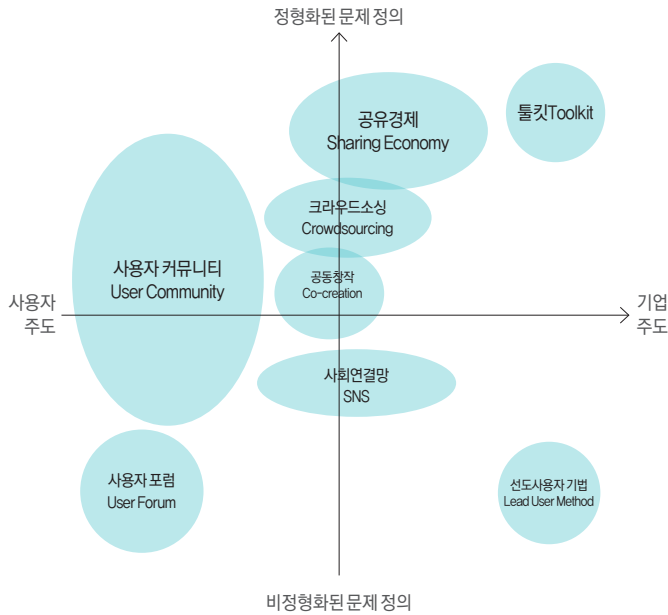 정형화된 문제 정의
공유경제
Sharing Economy
툴킷Toolkit
크라우드소싱
Crowdsourcing
사용자 커뮤니티
User Community
공동창작
Co-creation
사용자
주도
기업
주도
사회연결망
SNS
사용자 포럼
User Forum
선도사용자 기법
Lead User Method
비정형화된 문제 정의